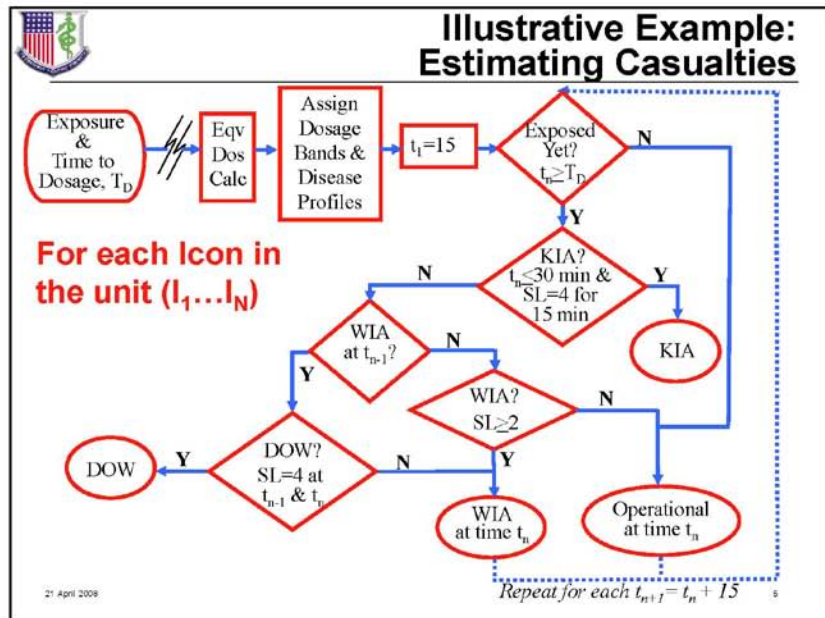 Illustrative Example:
Estimating Casualties
Exposure
&
Time to
Dosage, T_D
Eqv
Dos
Calc
Assign
Dosage
Bands &
Disease
Profiles
t₁=15
Exposed
Yet?
tₙ≥T_D
N
Y
For each Icon in
the unit (I₁…I_N)
KIA?
tₙ≤30 min &
SL=4 for
15 min
N
Y
KIA
WIA
at tₙ₋₁?
N
Y
WIA?
SL≥2
N
Y
DOW?
SL=4 at
tₙ₋₁ & tₙ
Y
N
DOW
WIA
at time tₙ
Operational
at time tₙ
Repeat for each tₙ₊₁= tₙ + 15
21 April 2008